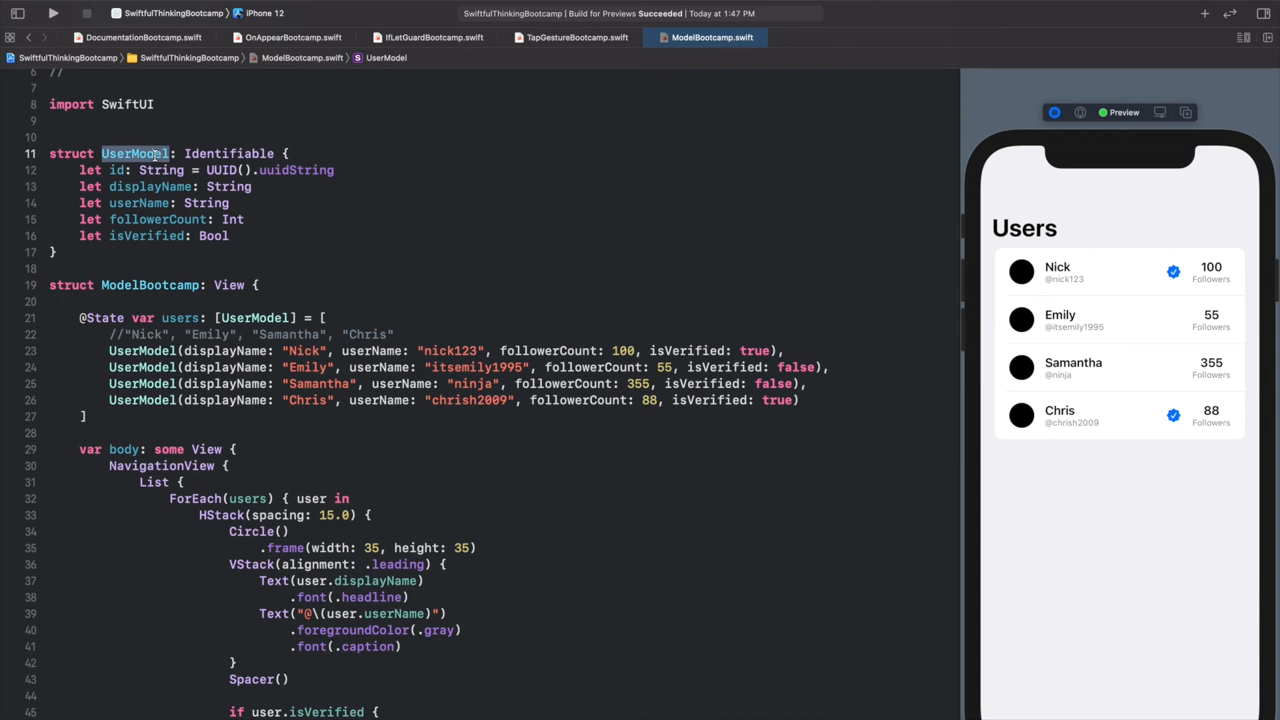 SwiftfulThinkingBootcamp 〉 iPhone 12
SwiftfulThinkingBootcamp | Build for Previews Succeeded | Today at 1:47 PM
DocumentationBootcamp.swift
OnAppearBootcamp.swift
IfLetGuardBootcamp.swift
TapGestureBootcamp.swift
ModelBootcamp.swift
SwiftfulThinkingBootcamp 〉 SwiftfulThinkingBootcamp 〉 ModelBootcamp.swift 〉 S UserModel
6 //
7
8 import SwiftUI
9
10
11 struct UserModel: Identifiable {
12 let id: String = UUID().uuidString
13 let displayName: String
14 let userName: String
15 let followerCount: Int
16 let isVerified: Bool
17 }
18
19 struct ModelBootcamp: View {
20
21 @State var users: [UserModel] = [
22 //"Nick", "Emily", "Samantha", "Chris"
23 UserModel(displayName: "Nick", userName: "nick123", followerCount: 100, isVerified: true),
24 UserModel(displayName: "Emily", userName: "itsemily1995", followerCount: 55, isVerified: false),
25 UserModel(displayName: "Samantha", userName: "ninja", followerCount: 355, isVerified: false),
26 UserModel(displayName: "Chris", userName: "chrish2009", followerCount: 88, isVerified: true)
27 ]
28
29 var body: some View {
30 NavigationView {
31 List {
32 ForEach(users) { user in
33 HStack(spacing: 15.0) {
34 Circle()
35 .frame(width: 35, height: 35)
36 VStack(alignment: .leading) {
37 Text(user.displayName)
38 .font(.headline)
39 Text("@\(user.userName)")
40 .foregroundColor(.gray)
41 .font(.caption)
42 }
43 Spacer()
44
45 if user.isVerified {
Preview
Users
Nick 100
@nick123 Followers
Emily 55
@itsemily1995 Followers
Samantha 355
@ninja Followers
Chris 88
@chrish2009 Followers